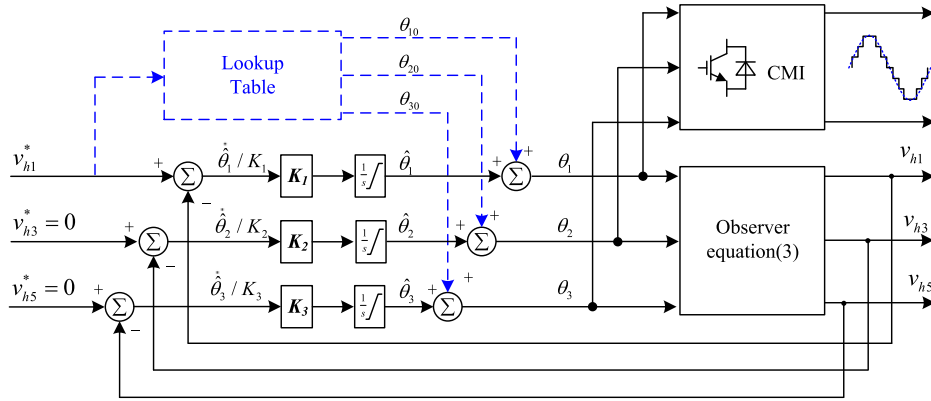 θ₁₀
Lookup
Table
θ₂₀
θ₃₀
CMI
v*ₕ₁
+
−
θ̂̇₁ / K₁
K₁
1/s
θ̂₁
+
+
θ₁
vₕ₁
v*ₕ₃ = 0
+
−
θ̂̇₂ / K₂
K₂
1/s
θ̂₂
+
+
θ₂
Observer
equation(3)
vₕ₃
v*ₕ₅ = 0
+
−
θ̂̇₃ / K₃
K₃
1/s
θ̂₃
+
+
θ₃
vₕ₅
Σ
Σ
Σ
Σ
Σ
Σ